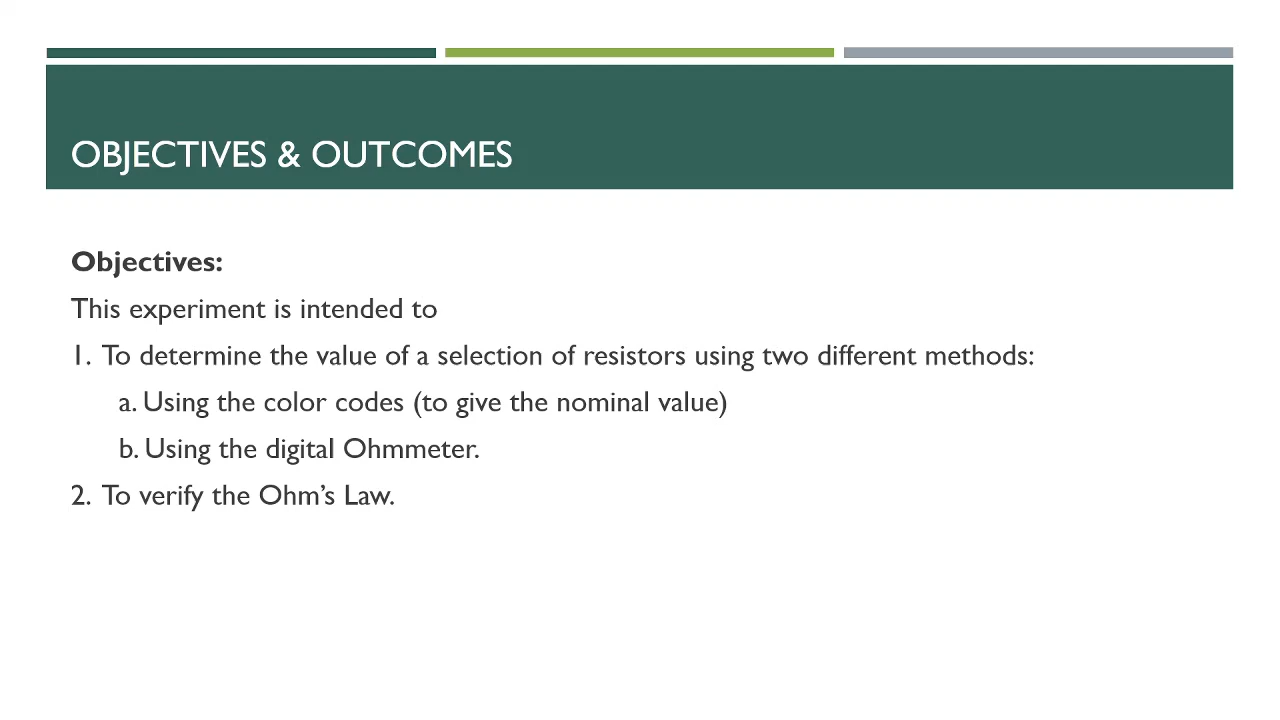 OBJECTIVES & OUTCOMES
Objectives:
This experiment is intended to
1. To determine the value of a selection of resistors using two different methods:
a. Using the color codes (to give the nominal value)
b. Using the digital Ohmmeter.
2. To verify the Ohm’s Law.